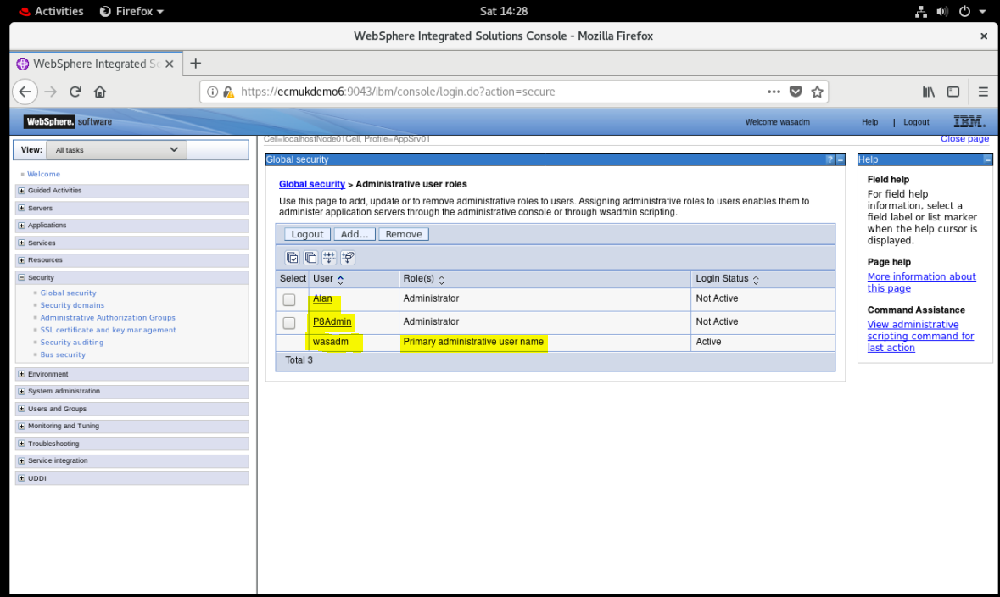 Activities Firefox Sat 14:28
WebSphere Integrated Solutions Console - Mozilla Firefox
WebSphere Integrated So
https://ecmukdemo6:9043/ibm/console/login.do?action=secure
WebSphere. software Welcome wasadm Help | Logout IBM.
View: All tasks
Welcome
Guided Activities
Servers
Applications
Services
Resources
Security
Global security
Security domains
Administrative Authorization Groups
SSL certificate and key management
Security auditing
Bus security
Environment
System administration
Users and Groups
Monitoring and Tuning
Troubleshooting
Service integration
UDDI
Cell=localhostNode01Cell, Profile=AppSrv01
Close page
Global security ?
Global security > Administrative user roles
Use this page to add, update or to remove administrative roles to users. Assigning administrative roles to users enables them to
administer application servers through the administrative console or through wsadmin scripting.
Logout Add... Remove
Select User Role(s) Login Status
Alan Administrator Not Active
P8Admin Administrator Not Active
wasadm Primary administrative user name Active
Total 3
Help
Field help
For field help
information, select a
field label or list marker
when the help cursor is
displayed.
Page help
More information about
this page
Command Assistance
View administrative
scripting command for
last action